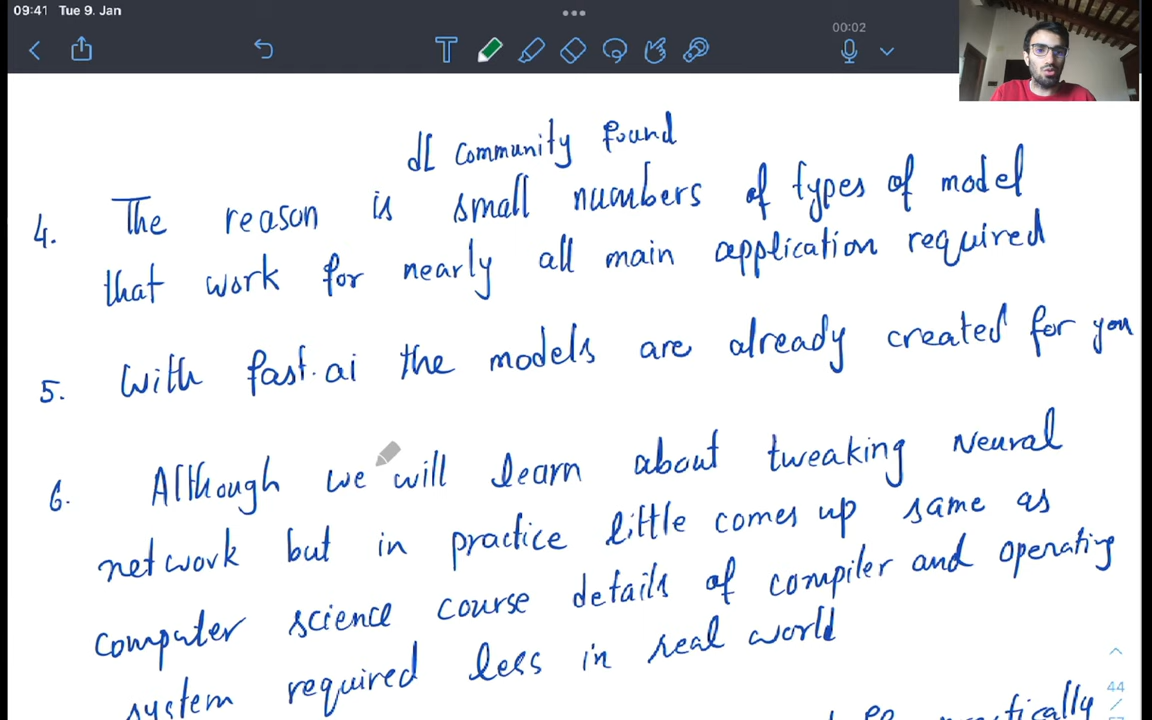 09:41 Tue 9. Jan
00:02
dl community found
4. The reason is small numbers of types of model
that work for nearly all main application required
5. With fast.ai the models are already created for you
6. Although we will learn about tweaking Neural
network but in practice little comes up same as
computer science course details of compiler and operating
system required less in real world
practically
44